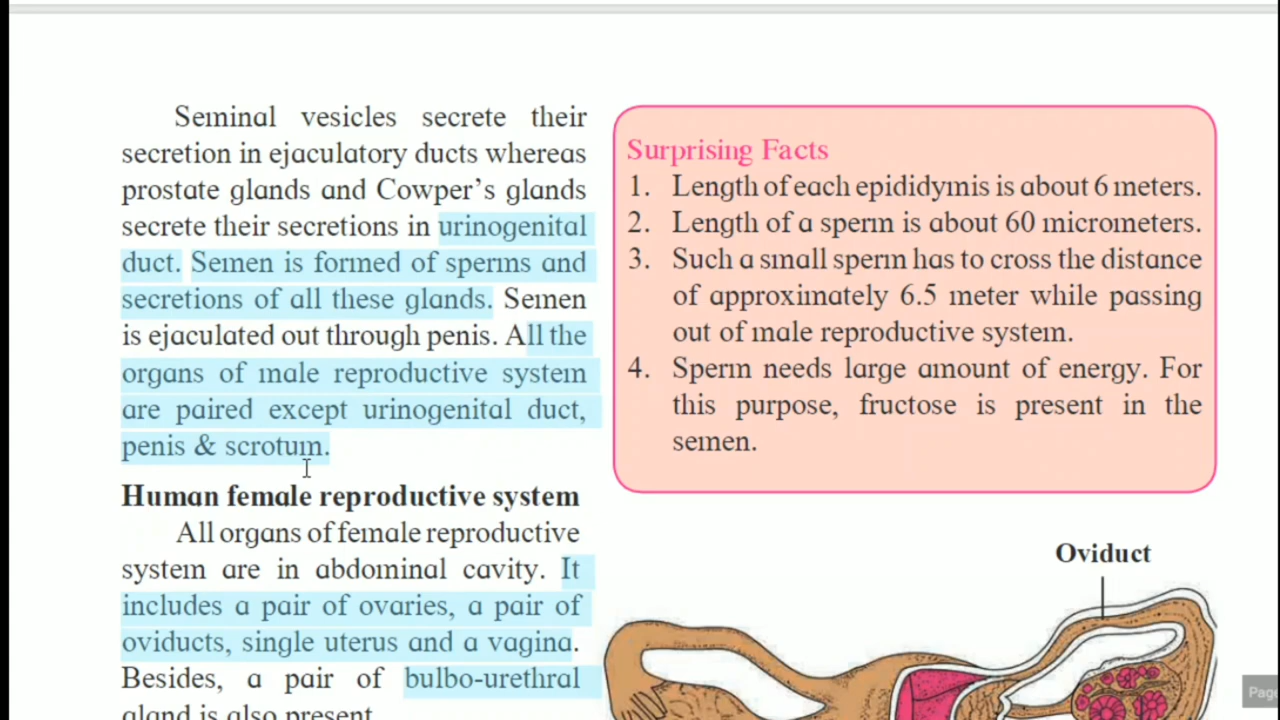 Seminal vesicles secrete their
secretion in ejaculatory ducts whereas
prostate glands and Cowper's glands
secrete their secretions in urinogenital
duct. Semen is formed of sperms and
secretions of all these glands. Semen
is ejaculated out through penis. All the
organs of male reproductive system
are paired except urinogenital duct,
penis & scrotum.
Human female reproductive system
All organs of female reproductive
system are in abdominal cavity. It
includes a pair of ovaries, a pair of
oviducts, single uterus and a vagina.
Besides, a pair of bulbo-urethral
gland is also present.
Surprising Facts
1. Length of each epididymis is about 6 meters.
2. Length of a sperm is about 60 micrometers.
3. Such a small sperm has to cross the distance
of approximately 6.5 meter while passing
out of male reproductive system.
4. Sperm needs large amount of energy. For
this purpose, fructose is present in the
semen.
Oviduct